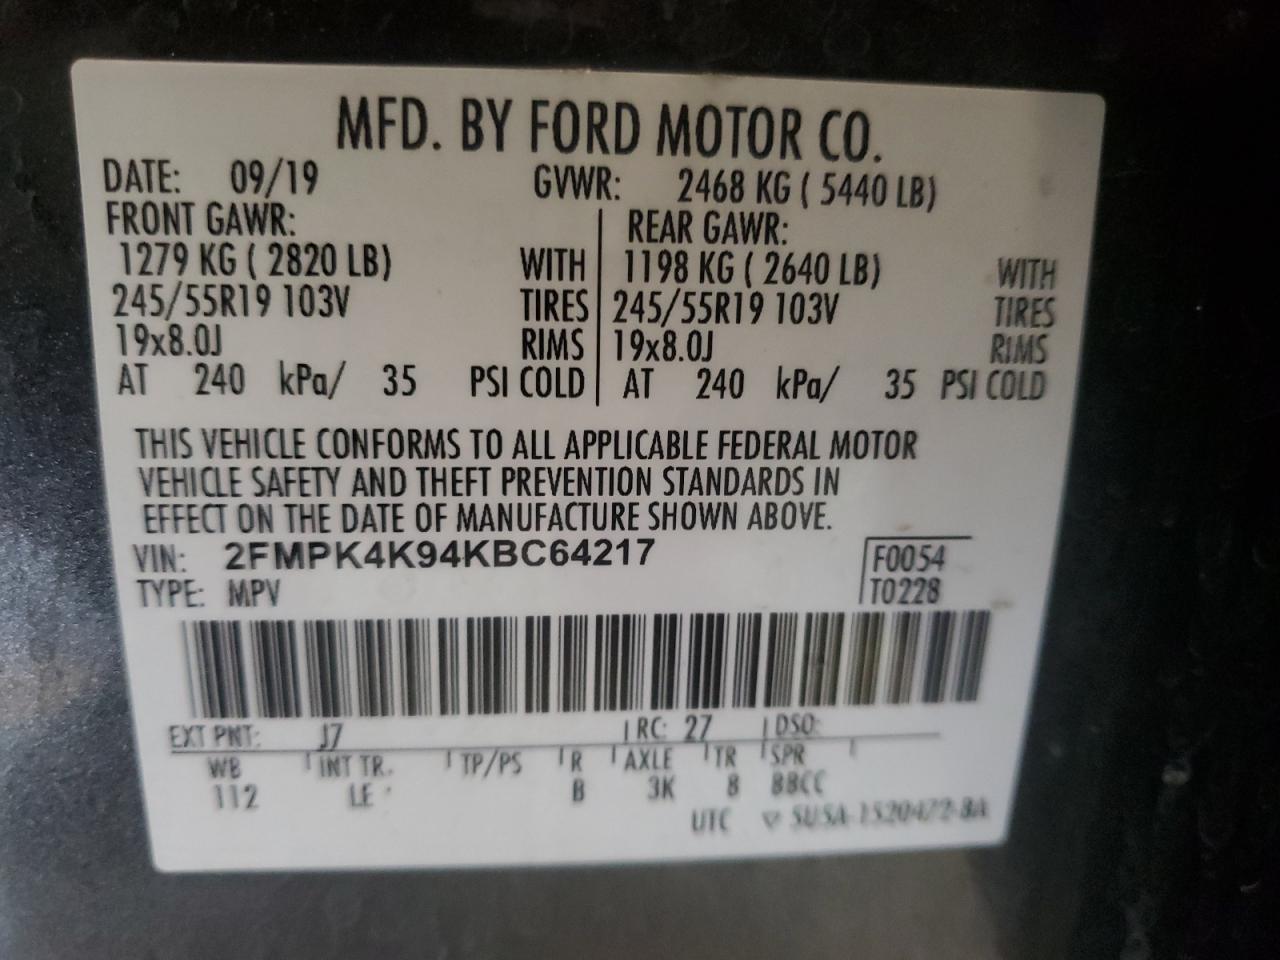 MFD. BY FORD MOTOR CO.
DATE: 09/19 GVWR: 2468 KG ( 5440 LB)
FRONT GAWR: REAR GAWR:
1279 KG ( 2820 LB) WITH 1198 KG ( 2640 LB) WITH
245/55R19 103V TIRES 245/55R19 103V TIRES
19x8.0J RIMS 19x8.0J RIMS
AT 240 kPa/ 35 PSI COLD AT 240 kPa/ 35 PSI COLD
THIS VEHICLE CONFORMS TO ALL APPLICABLE FEDERAL MOTOR
VEHICLE SAFETY AND THEFT PREVENTION STANDARDS IN
EFFECT ON THE DATE OF MANUFACTURE SHOWN ABOVE.
VIN: 2FMPK4K94KBC64217 F0054
TYPE: MPV T0228
EXT PNT: J7 RC: 27 DSO:
WB INT TR. TP/PS R AXLE TR SPR
112 LE B 3K 8 BBCC
UTC